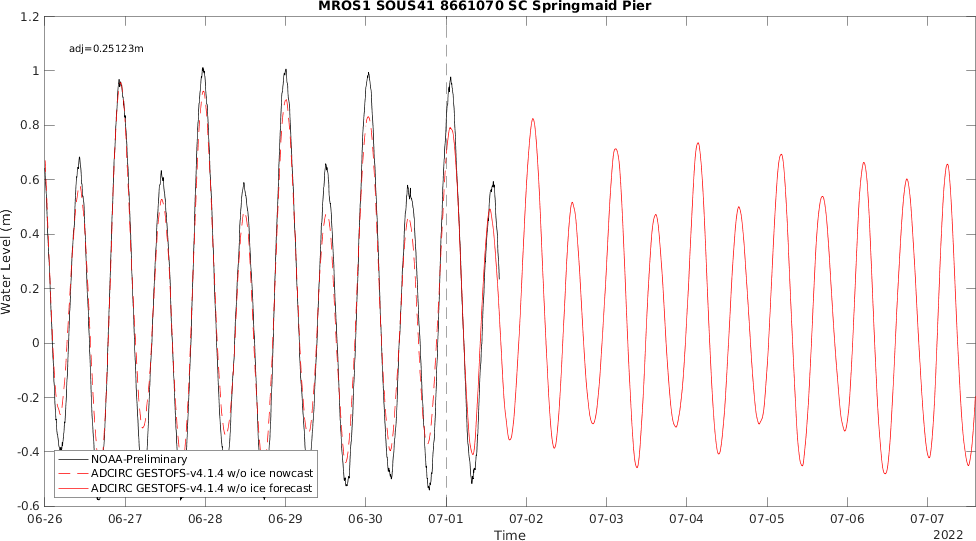 MROS1 SOUS41 8661070 SC Springmaid Pier
1.2
adj=0.25123m
1
0.8
0.6
0.4
0.2
0
-0.2
-0.4
-0.6
Water Level (m)
NOAA-Preliminary
ADCIRC GESTOFS-v4.1.4 w/o ice nowcast
ADCIRC GESTOFS-v4.1.4 w/o ice forecast
06-26 06-27 06-28 06-29 06-30 07-01 07-02 07-03 07-04 07-05 07-06 07-07
Time
2022